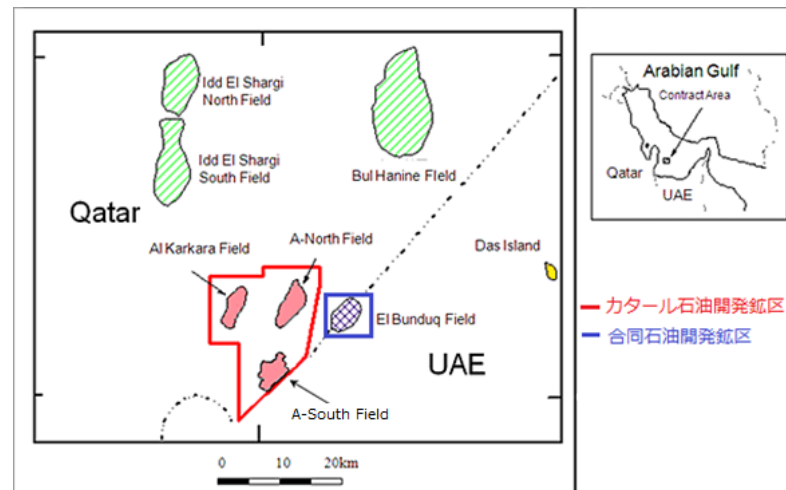 Idd El Shargi
North Field
Idd El Shargi
South Field
Bul Hanine Field
Qatar
Al Karkara Field
A-North Field
Das Island
El Bunduq Field
UAE
A-South Field
0 10 20km
Arabian Gulf
Contract Area
Qatar
UAE
カタール石油開発鉱区
合同石油開発鉱区